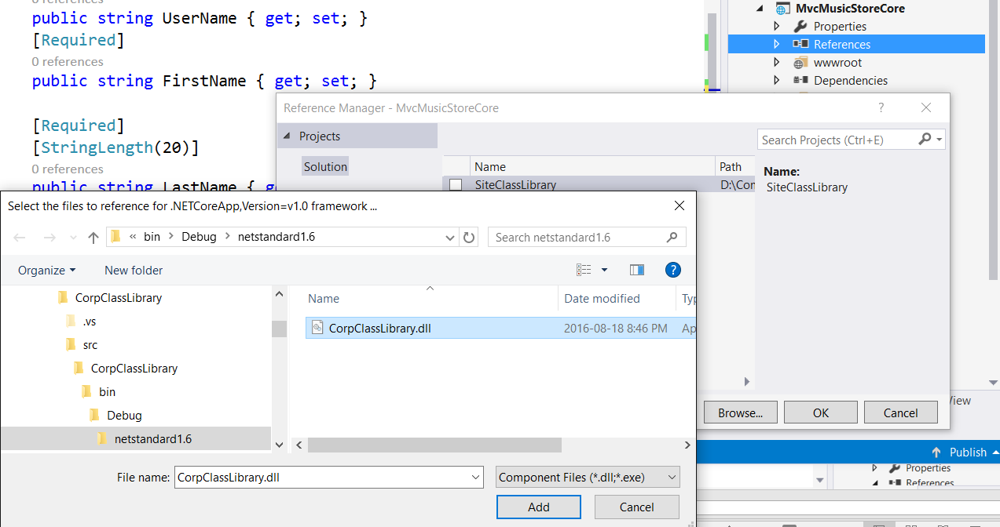 0 references
public string UserName { get; set; }
[Required]
0 references
public string FirstName { get; set; }
[Required]
[StringLength(20)]
0 references
public string LastName { g
MvcMusicStoreCore
Properties
References
wwwroot
Dependencies
Reference Manager - MvcMusicStoreCore
?
Projects
Search Projects (Ctrl+E)
Solution
Name
Path
Name:
SiteClassLibrary
D:\Cor
SiteClassLibrary
Select the files to reference for .NETCoreApp,Version=v1.0 framework ...
« bin > Debug > netstandard1.6
Search netstandard1.6
Organize
New folder
?
CorpClassLibrary
.vs
src
CorpClassLibrary
bin
Debug
netstandard1.6
Name
Date modified
Typ
CorpClassLibrary.dll
2016-08-18 8:46 PM
Ap
File name:
CorpClassLibrary.dll
Component Files (*.dll;*.exe)
Add
Cancel
Browse...
OK
Cancel
View
Publish
Properties
References